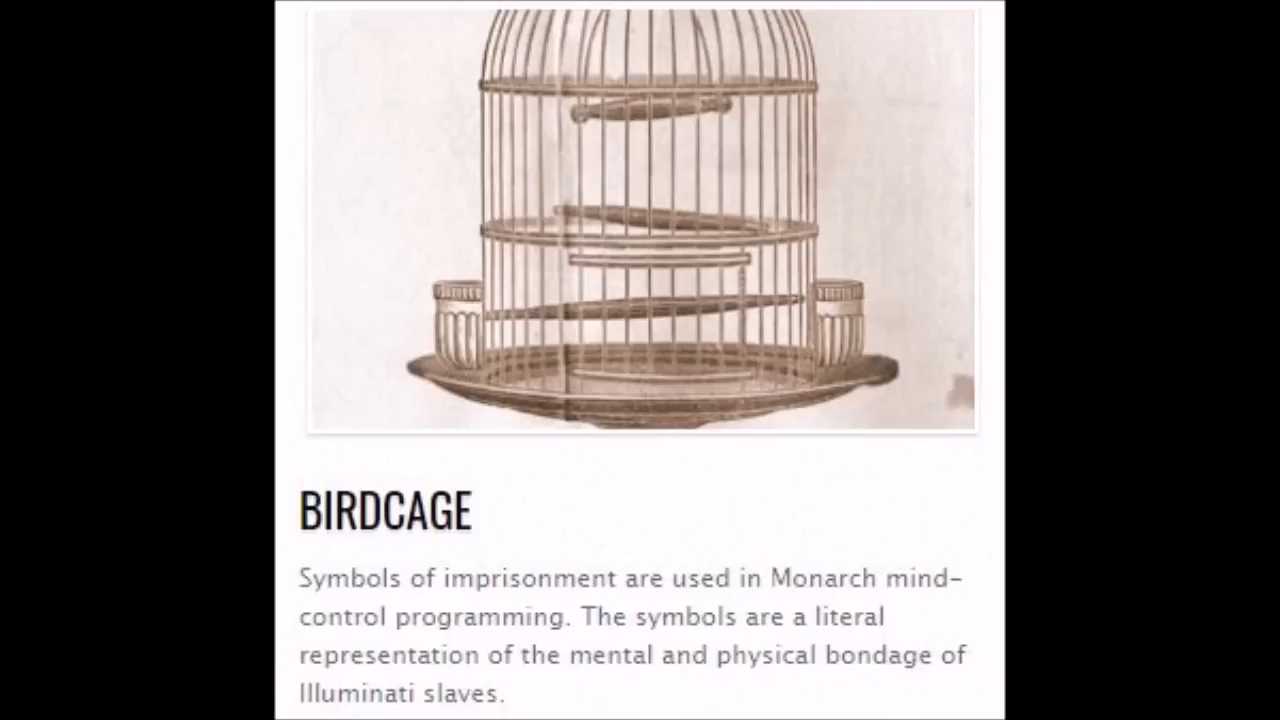 BIRDCAGE
Symbols of imprisonment are used in Monarch mind-
control programming. The symbols are a literal
representation of the mental and physical bondage of
Illuminati slaves.